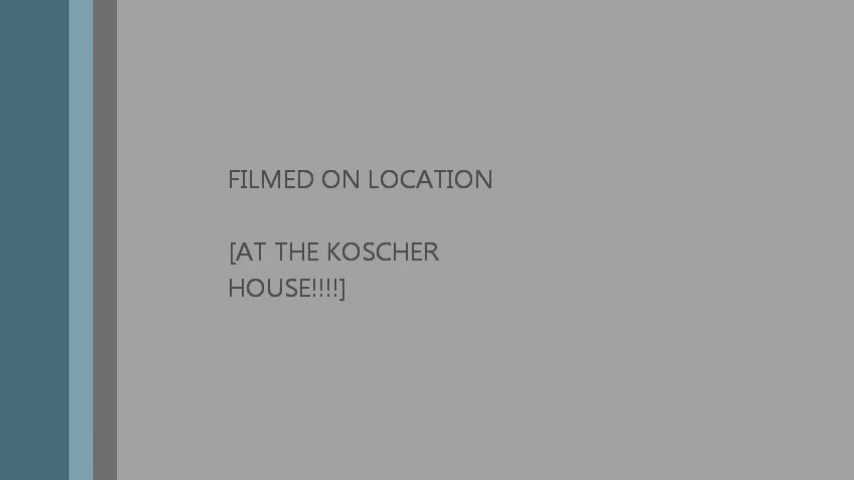 FILMED ON LOCATION
[AT THE KOSCHER
HOUSE!!!!]